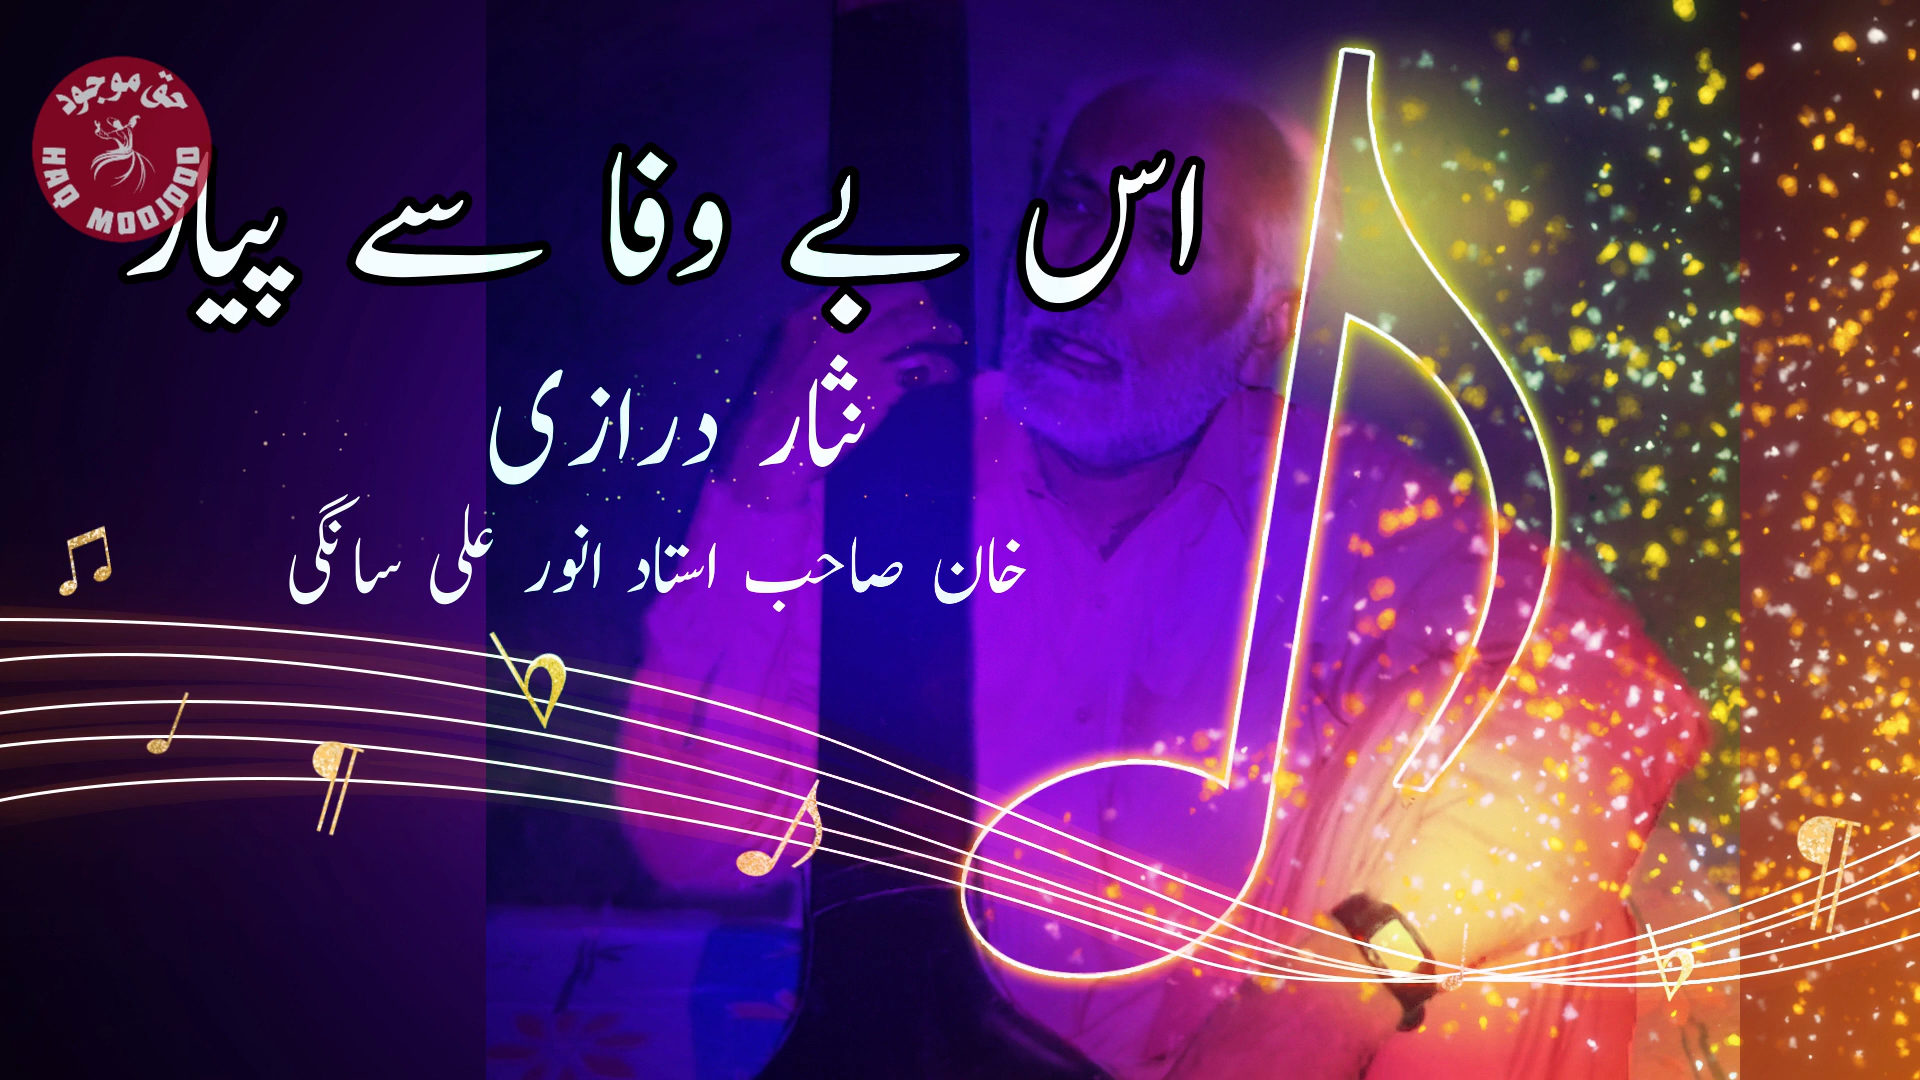 حق موجود
HAQ MOOJOOD
اس بے وفا سے پیار
نثار درازی
خان صاحب استاد انور علی سانگی